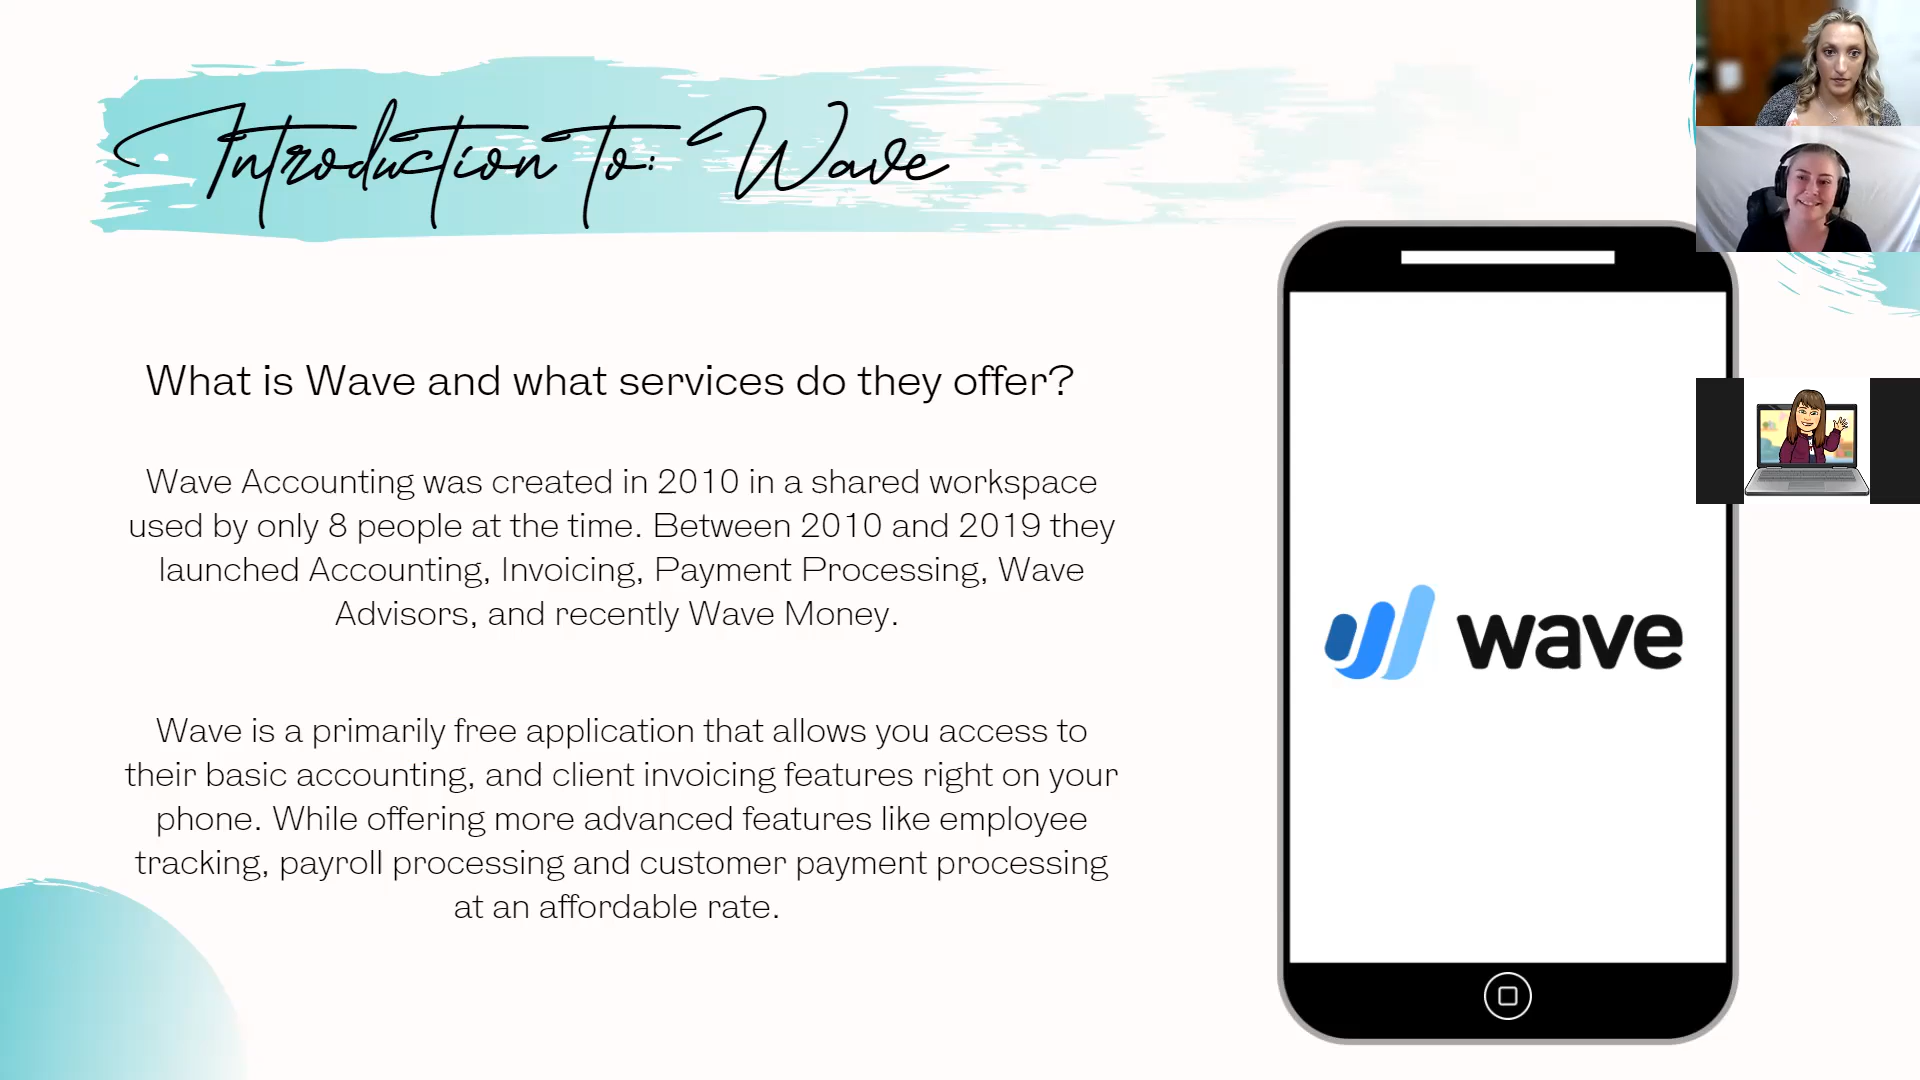 Introduction to: Wave
What is Wave and what services do they offer?
Wave Accounting was created in 2010 in a shared workspace
used by only 8 people at the time. Between 2010 and 2019 they
launched Accounting, Invoicing, Payment Processing, Wave
Advisors, and recently Wave Money.
Wave is a primarily free application that allows you access to
their basic accounting, and client invoicing features right on your
phone. While offering more advanced features like employee
tracking, payroll processing and customer payment processing
at an affordable rate.
wave